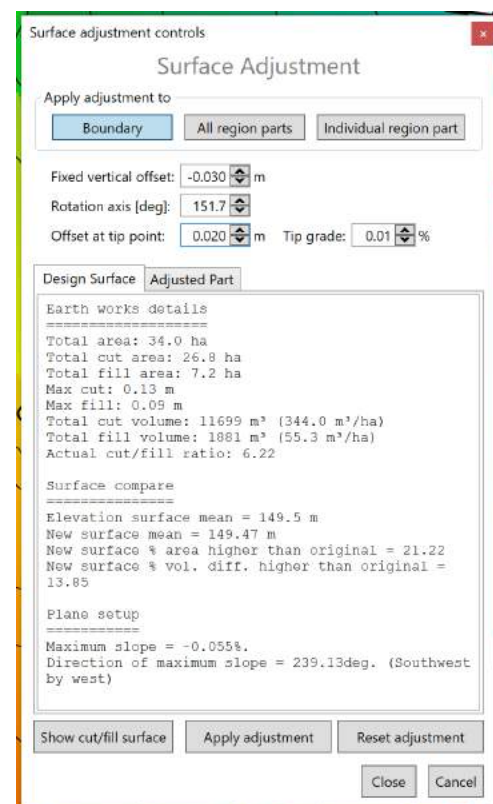 Surface adjustment controls
×
Surface Adjustment
Apply adjustment to
Boundary All region parts Individual region part
Fixed vertical offset: -0.030 m
Rotation axis [deg]: 151.7
Offset at tip point: 0.020 m Tip grade: 0.01 %
Design Surface Adjusted Part
Earth works details
===================
Total area: 34.0 ha
Total cut area: 26.8 ha
Total fill area: 7.2 ha
Max cut: 0.13 m
Max fill: 0.09 m
Total cut volume: 11699 m³ (344.0 m³/ha)
Total fill volume: 1881 m³ (55.3 m³/ha)
Actual cut/fill ratio: 6.22
Surface compare
===============
Elevation surface mean = 149.5 m
New surface mean = 149.47 m
New surface % area higher than original = 21.22
New surface % vol. diff. higher than original =
13.85
Plane setup
===========
Maximum slope = -0.055%.
Direction of maximum slope = 239.13deg. (Southwest
by west)
Show cut/fill surface Apply adjustment Reset adjustment
Close Cancel